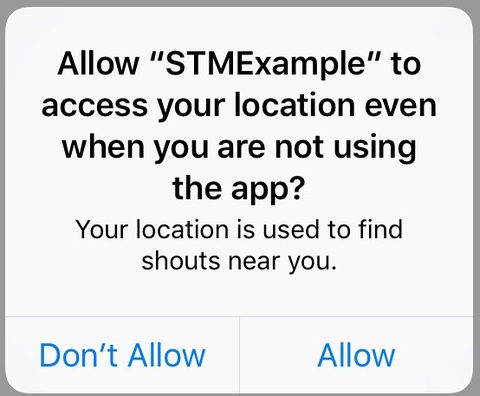 Allow “STMExample” to
access your location even
when you are not using
the app?
Your location is used to find
shouts near you.
Don’t Allow
Allow